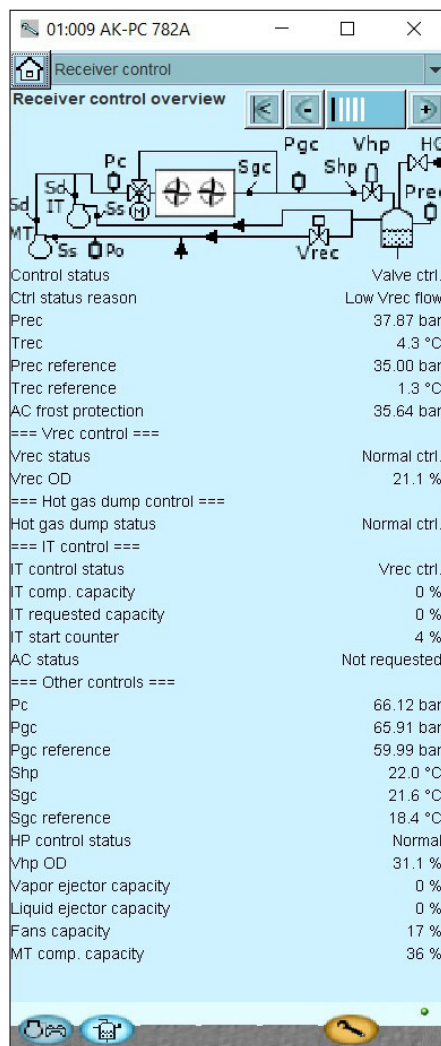 01:009 AK-PC 782A
Receiver control
Receiver control overview
Pgc Vhp HG
Pc Sgc Shp
Sd Prec
Sd IT Ss M
MT
Ss Po Vrec
Control status Valve ctrl.
Ctrl status reason Low Vrec flow
Prec 37.87 bar
Trec 4.3 °C
Prec reference 35.00 bar
Trec reference 1.3 °C
AC frost protection 35.64 bar
=== Vrec control ===
Vrec status Normal ctrl.
Vrec OD 21.1 %
=== Hot gas dump control ===
Hot gas dump status Normal ctrl.
=== IT control ===
IT control status Vrec ctrl.
IT comp. capacity 0 %
IT requested capacity 0 %
IT start counter 4 %
AC status Not requested
=== Other controls ===
Pc 66.12 bar
Pgc 65.91 bar
Pgc reference 59.99 bar
Shp 22.0 °C
Sgc 21.6 °C
Sgc reference 18.4 °C
HP control status Normal
Vhp OD 31.1 %
Vapor ejector capacity 0 %
Liquid ejector capacity 0 %
Fans capacity 17 %
MT comp. capacity 36 %